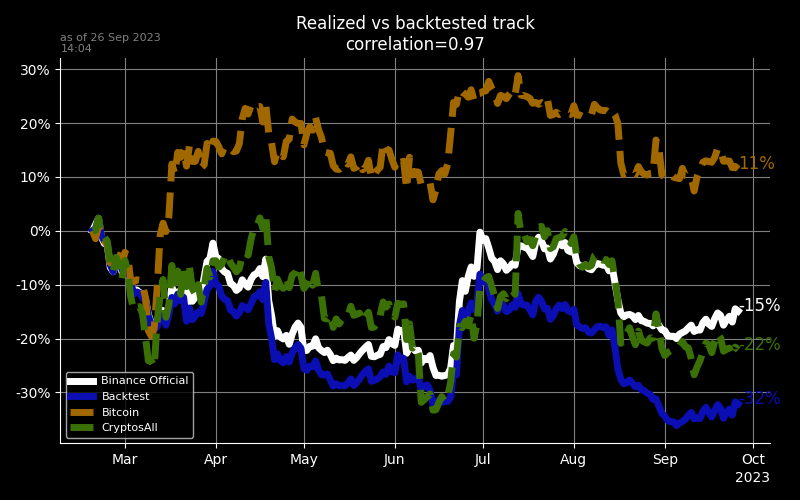 Realized vs backtested track
correlation=0.97
as of 26 Sep 2023
14:04
30%
20%
10%
0%
-10%
-20%
-30%
11%
-15%
-22%
-32%
Binance Official
Backtest
Bitcoin
CryptosAll
Mar
Apr
May
Jun
Jul
Aug
Sep
Oct
2023